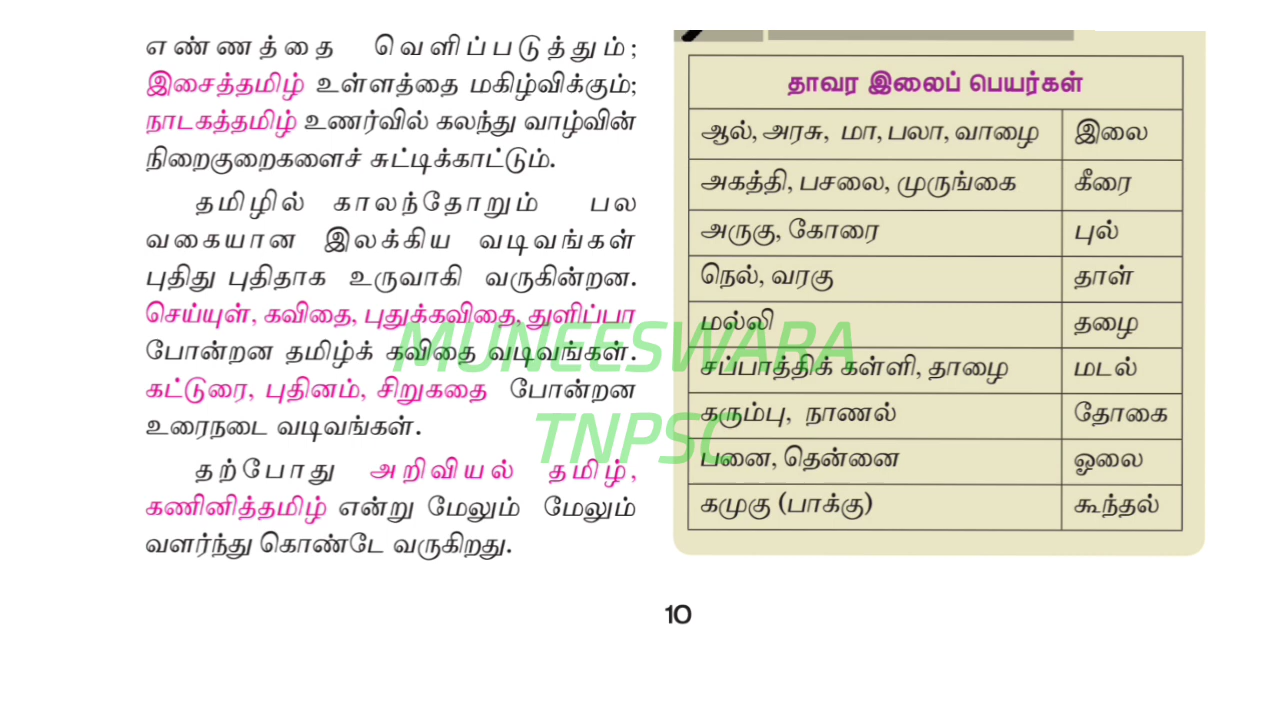 எண்ணத்தை வெளிப்படுத்தும்;
இசைத்தமிழ் உள்ளத்தை மகிழ்விக்கும்;
நாடகத்தமிழ் உணர்வில் கலந்து வாழ்வின்
நிறைகுறைகளைச் சுட்டிக்காட்டும்.
தமிழில் காலந்தோறும் பல
வகையான இலக்கிய வடிவங்கள்
புதிது புதிதாக உருவாகி வருகின்றன.
செய்யுள், கவிதை, புதுக்கவிதை, துளிப்பா
போன்றன தமிழ்க் கவிதை வடிவங்கள்.
கட்டுரை, புதினம், சிறுகதை போன்றன
உரைநடை வடிவங்கள்.
தற்போது அறிவியல் தமிழ்,
கணினித்தமிழ் என்று மேலும் மேலும்
வளர்ந்து கொண்டே வருகிறது.
தாவர இலைப் பெயர்கள்
ஆல், அரசு, மா, பலா, வாழை இலை
அகத்தி, பசலை, முருங்கை கீரை
அருகு, கோரை புல்
நெல், வரகு தாள்
மல்லி தழை
சப்பாத்திக் கள்ளி, தாழை மடல்
கரும்பு, நாணல் தோகை
பனை, தென்னை ஓலை
கமுகு (பாக்கு) கூந்தல்
MUNEESWARA
TNPSC
10